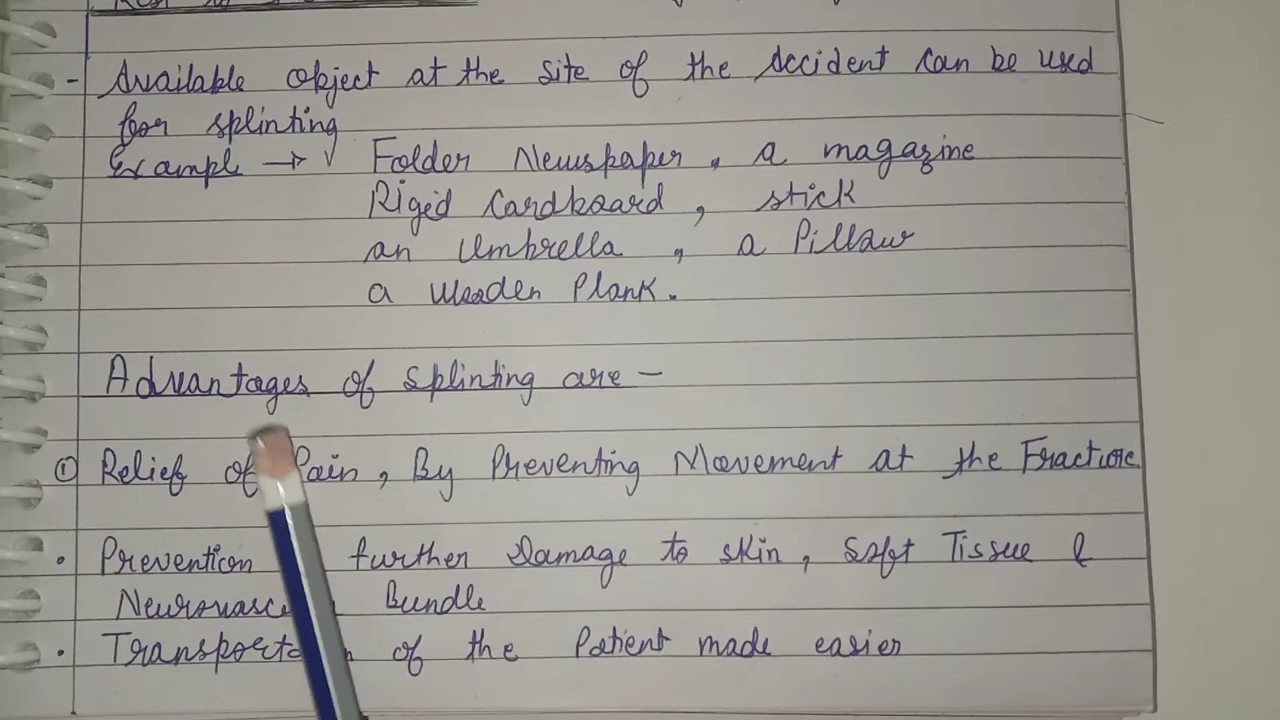 - Available object at the site of the Accident can be used
for splinting
Example → Folder Newspaper, a magazine
Riged Cardboard, stick
an Umbrella, a Pillow
a Wooden Plank.
Advantages of Splinting are -
① Relief of Pain, By Preventing Movement at the Fracture
• Prevention further Damage to skin, Soft Tissue &
Bundle
• of the Patient made easier